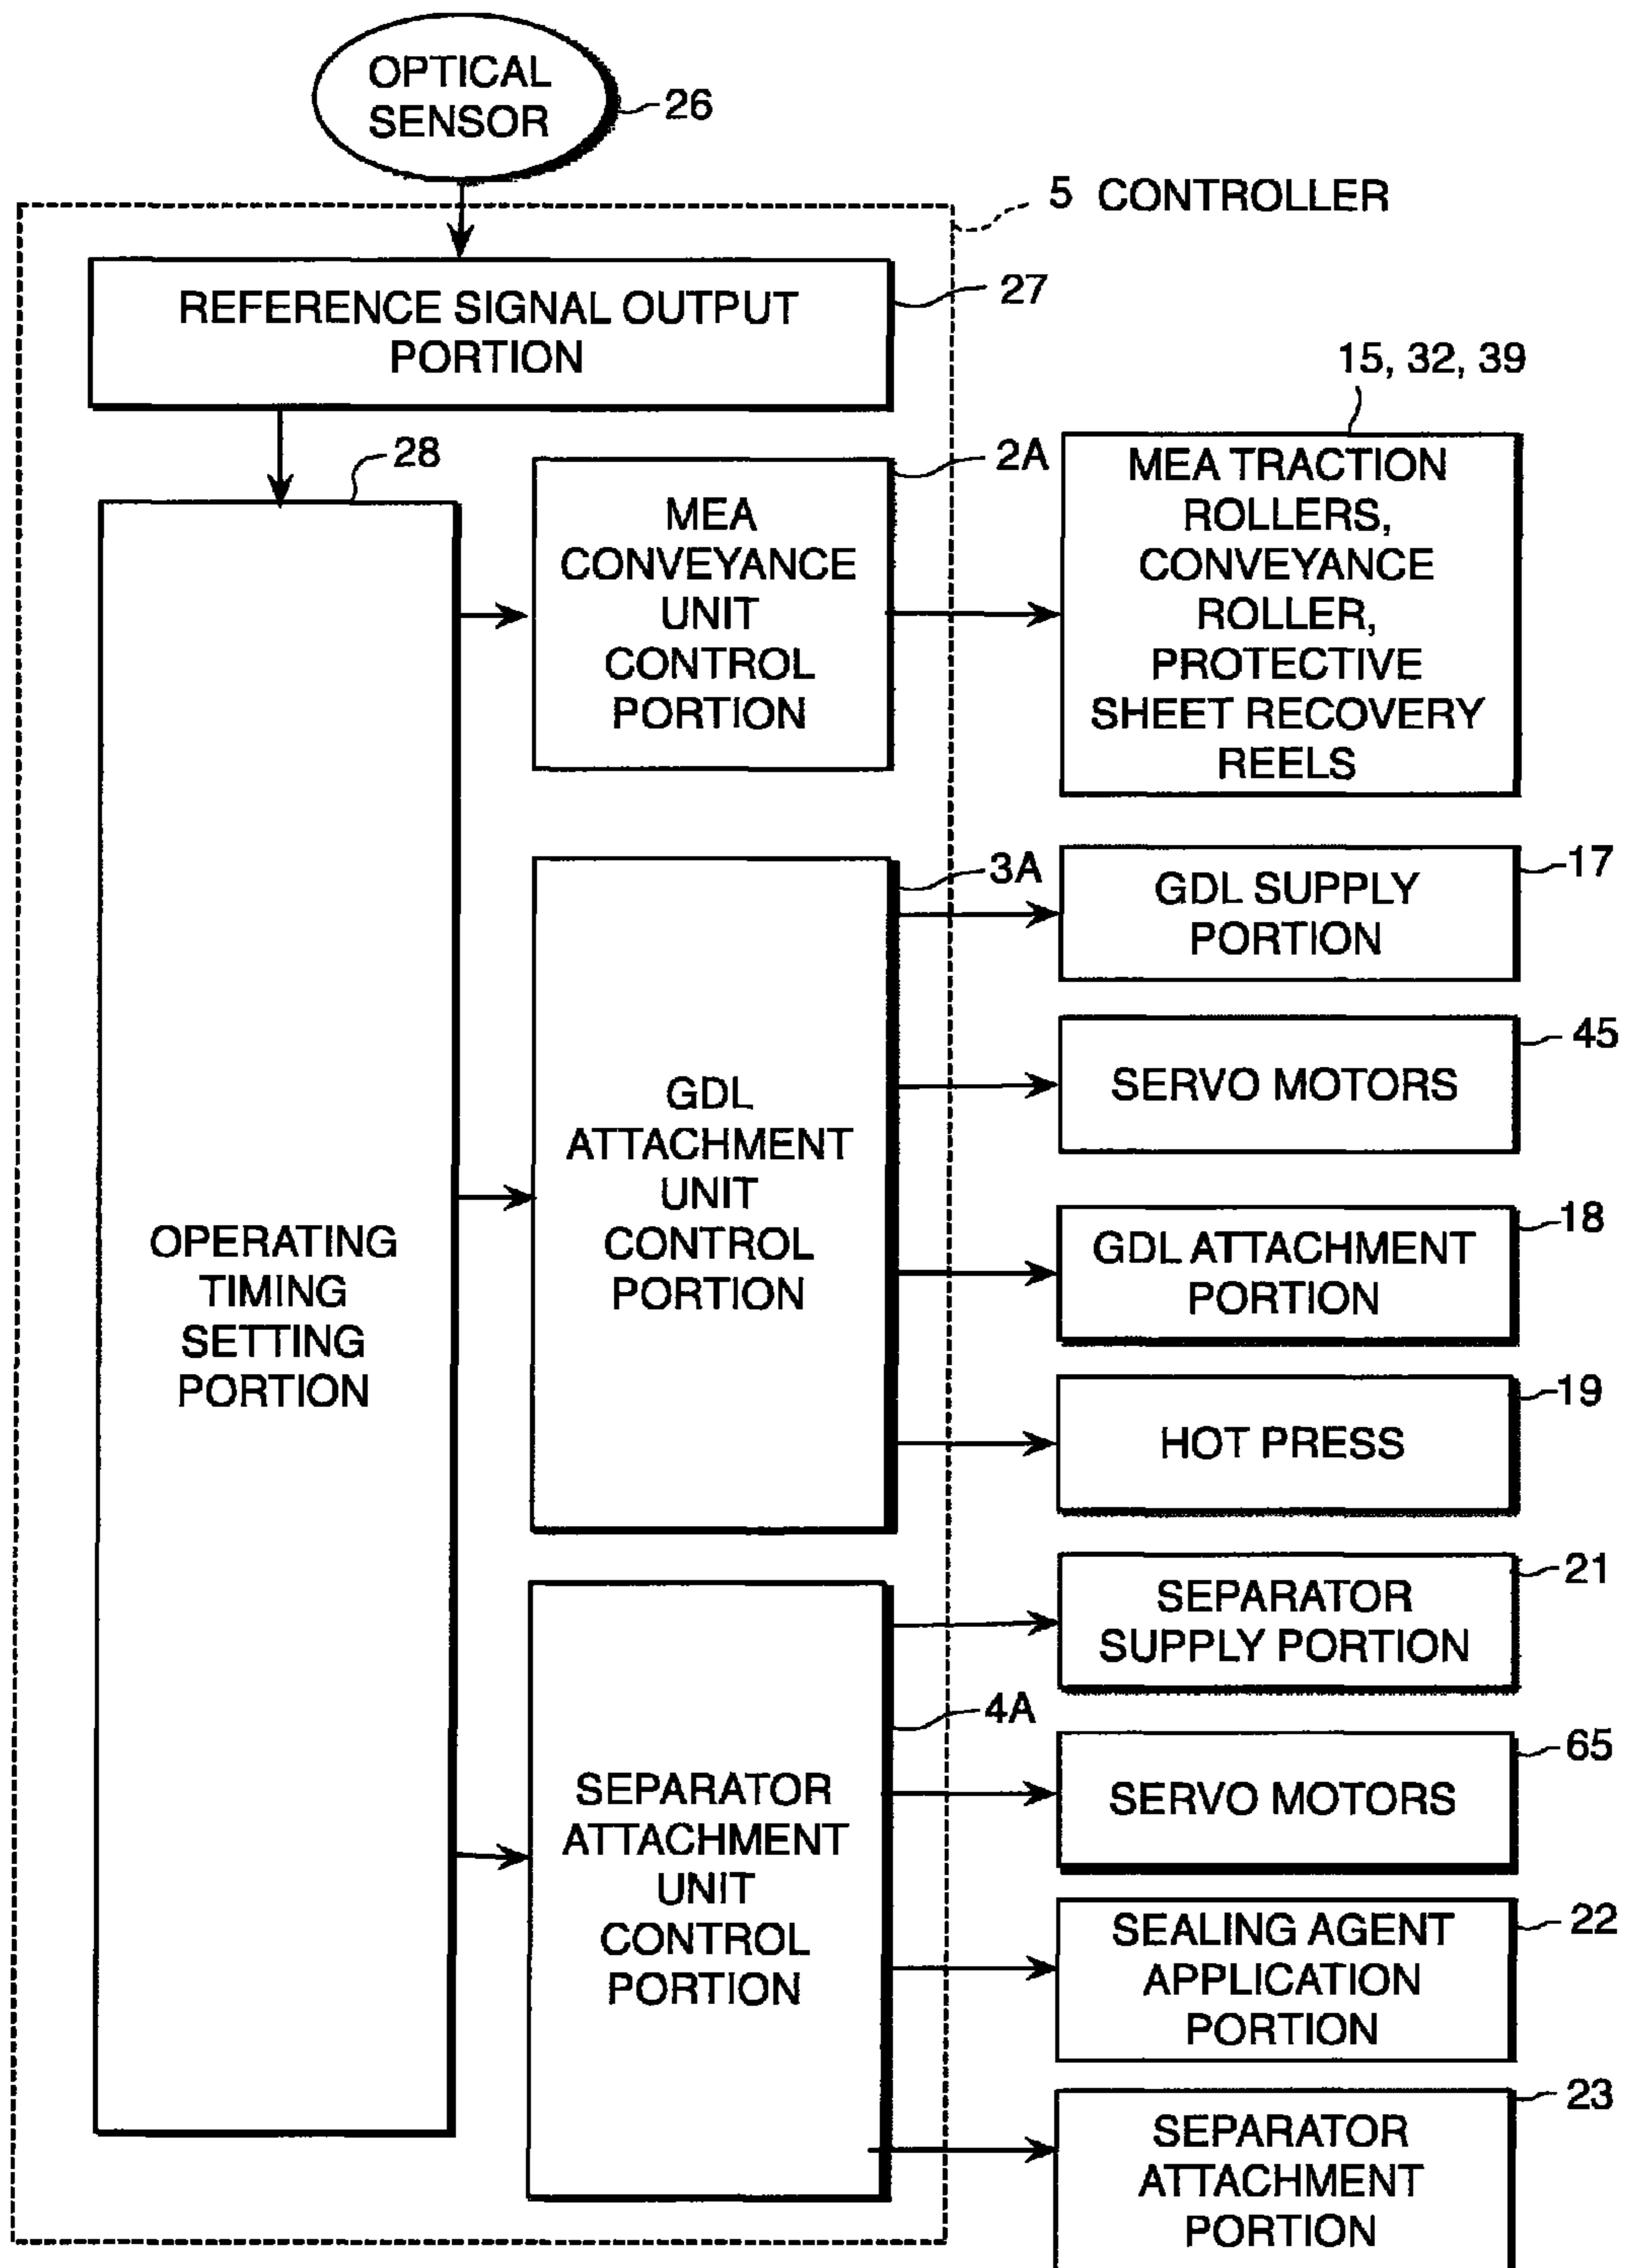 OPTICAL
SENSOR
26
5 CONTROLLER
REFERENCE SIGNAL OUTPUT
PORTION
27
15, 32, 39
28
2A
MEA
CONVEYANCE
UNIT
CONTROL
PORTION
MEA TRACTION
ROLLERS,
CONVEYANCE
ROLLER,
PROTECTIVE
SHEET RECOVERY
REELS
OPERATING
TIMING
SETTING
PORTION
3A
GDL
ATTACHMENT
UNIT
CONTROL
PORTION
GDL SUPPLY
PORTION
17
SERVO MOTORS
45
GDL ATTACHMENT
PORTION
18
HOT PRESS
19
4A
SEPARATOR
ATTACHMENT
UNIT
CONTROL
PORTION
SEPARATOR
SUPPLY PORTION
21
SERVO MOTORS
65
SEALING AGENT
APPLICATION
PORTION
22
SEPARATOR
ATTACHMENT
PORTION
23